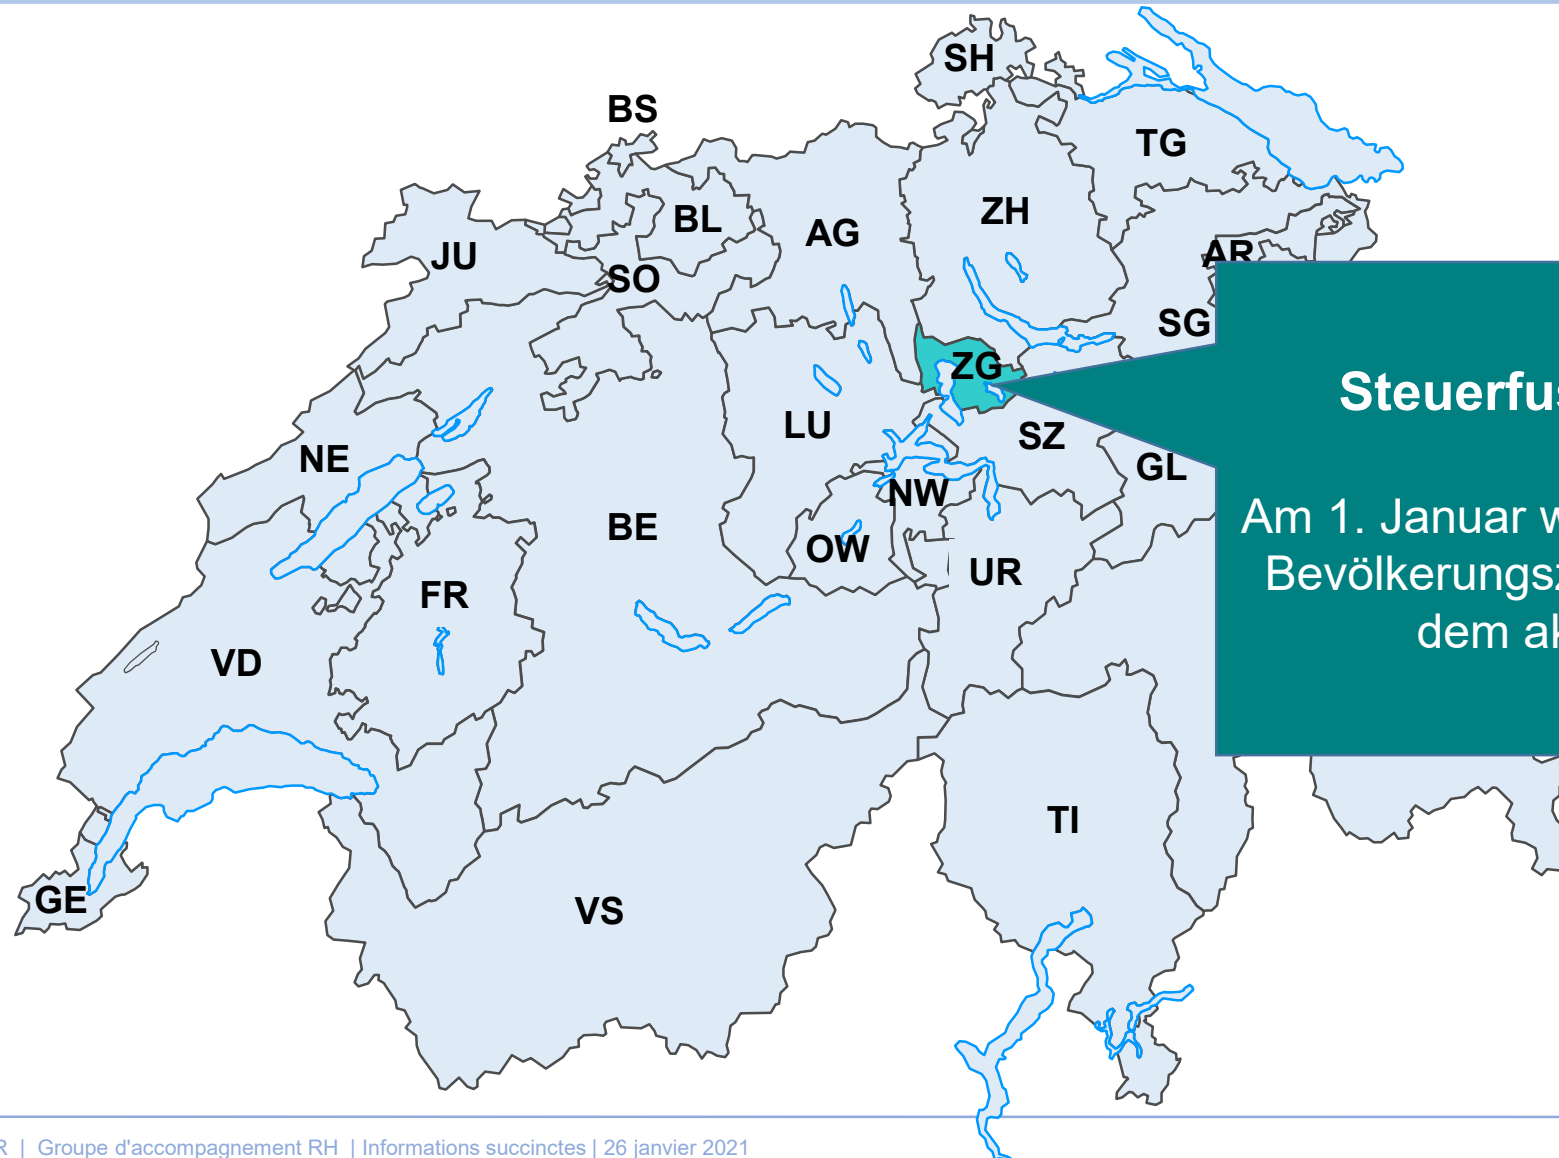 SH
BS
TG
ZH
BL
AG
JU
AR
SO
SG
ZG
Steuerfus
LU
SZ
NE
GL
NW
Am 1. Januar w
BE
OW
UR
Bevölkerungsz
FR
dem ak
VD
TI
GE
VS
R | Groupe d'accompagnement RH | Informations succinctes | 26 janvier 2021